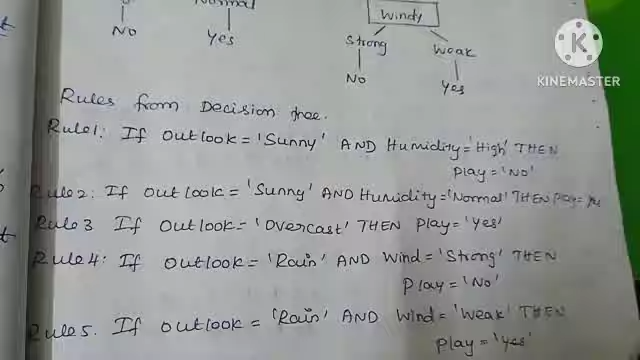 Normal
No
Yes
Windy
Strong
Weak
No
Yes
KINEMASTER
Rules from Decision tree.
Rule1: If Outlook = 'Sunny' AND Humidity = 'High' THEN
Play = 'No'
Rule2: If Outlook = 'Sunny' AND Humidity = 'Normal' THEN Play = Yes
Rule3 If Outlook = 'Overcast' THEN Play = 'Yes'
Rule4: If Outlook = 'Rain' AND Wind = 'Strong' THEN
Play = 'No'
Rule5. If Outlook = 'Rain' AND Wind = 'Weak' THEN
Play = 'Yes'